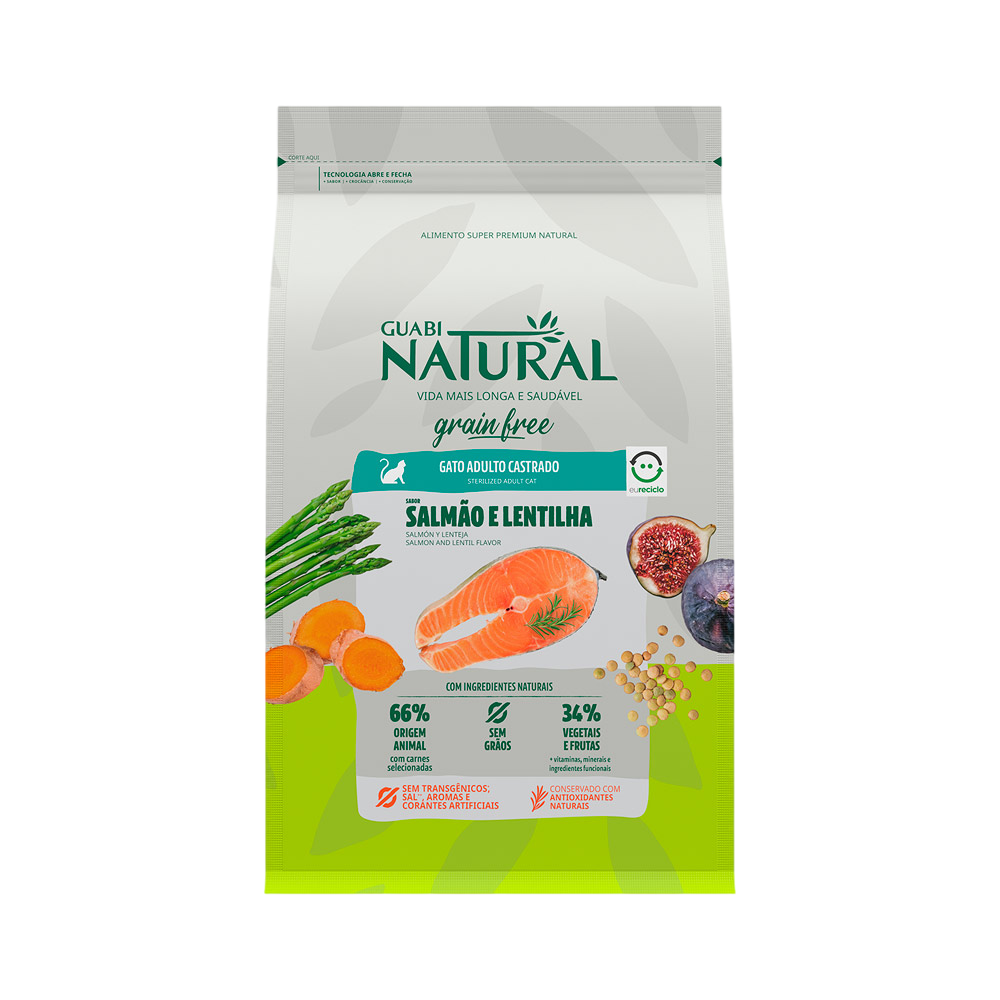 CORTE AQUI
TECNOLOGIA ABRE E FECHA
• SABOR | • CROCÂNCIA | • CONSERVAÇÃO
ALIMENTO SUPER PREMIUM NATURAL
GUABI
NATURAL
VIDA MAIS LONGA E SAUDÁVEL
grain free
GATO ADULTO CASTRADO
STERILIZED ADULT CAT
eureciclo
SABOR
SALMÃO E LENTILHA
SALMÓN Y LENTEJA
SALMON AND LENTIL FLAVOR
COM INGREDIENTES NATURAIS
66%
ORIGEM
ANIMAL
com carnes
selecionadas
SEM
GRÃOS
34%
VEGETAIS
E FRUTAS
+ vitaminas, minerais e
ingredientes funcionais
SEM TRANSGÊNICOS;
SAL**, AROMAS E
CORANTES ARTIFICIAIS
CONSERVADO COM
ANTIOXIDANTES
NATURAIS